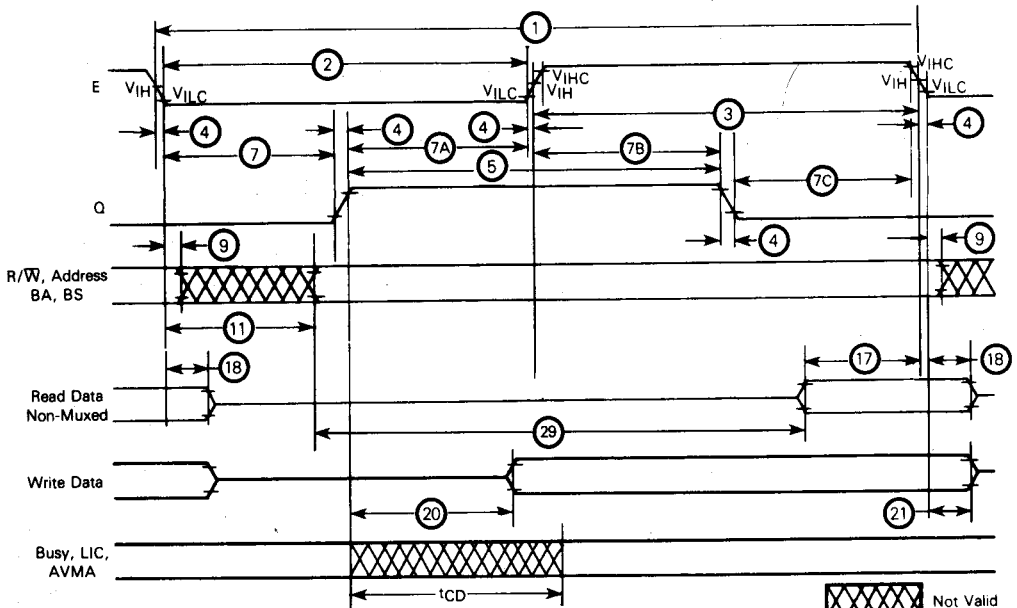 1
2
E VIH VILC VILC VIHC VIH VIHC VIH VILC
4 4 4 3 4
7 7A 7B
5 7C
Q
9 4 9
R/W̅, Address
BA, BS
11
18 17 18
Read Data
Non-Muxed
29
Write Data
20 21
Busy, LIC,
AVMA
tCD
Not Valid